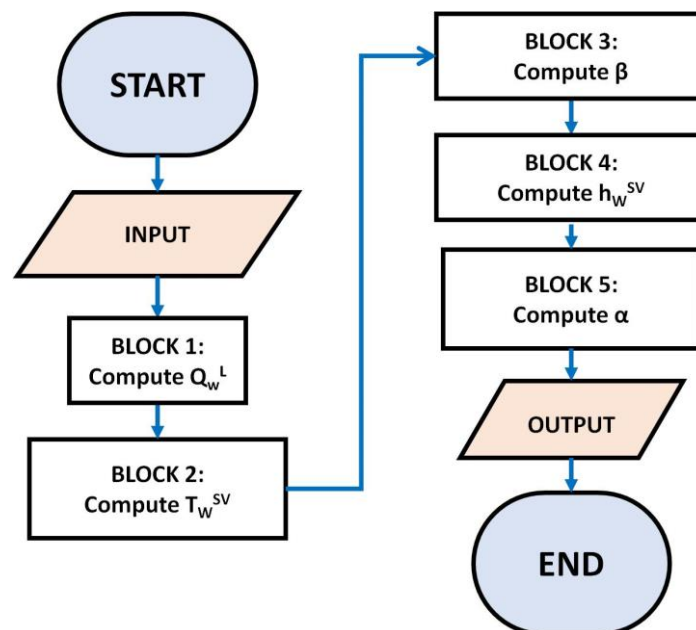 START
INPUT
BLOCK 1:
Compute Q_w^L
BLOCK 2:
Compute T_W^SV
BLOCK 3:
Compute β
BLOCK 4:
Compute h_W^SV
BLOCK 5:
Compute α
OUTPUT
END